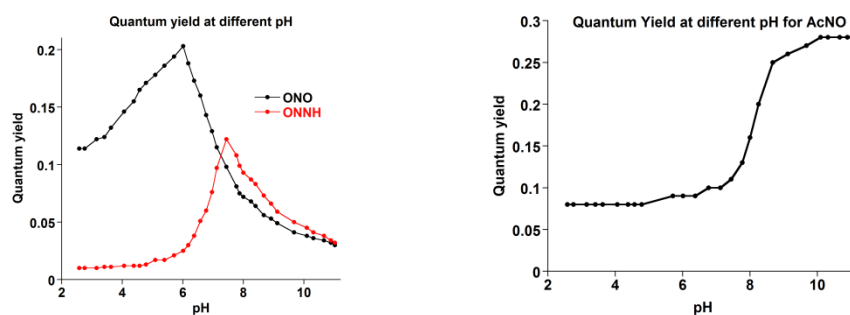 Quantum yield at different pH
0.2
0.15
0.1
0.05
0
2 4 6 8 10
Quantum yield
pH
ONO
ONNH
Quantum Yield at different pH for AcNO
0.3
0.25
0.2
0.15
0.1
0.05
0
2 4 6 8 10
Quantum yield
pH